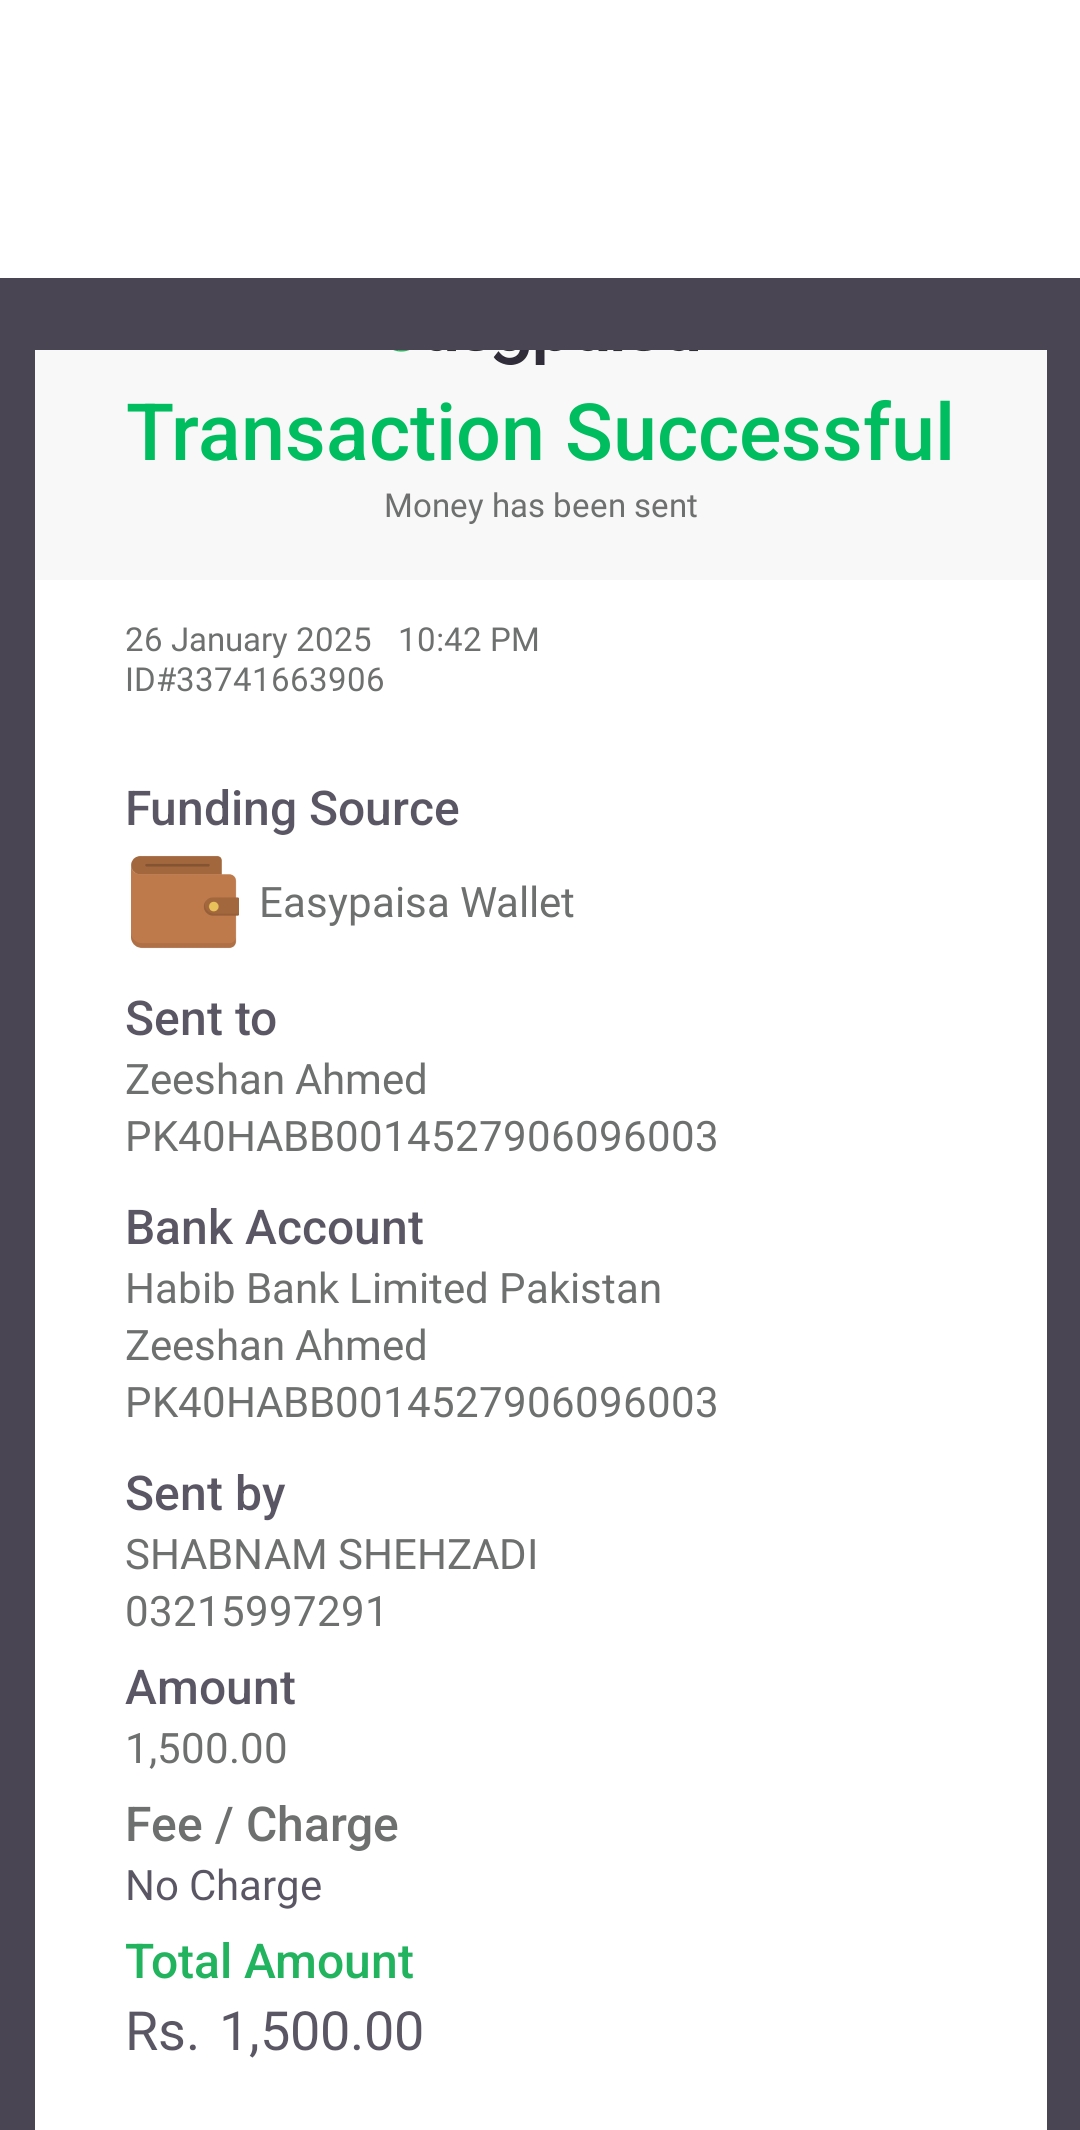 Transaction Successful
Money has been sent
26 January 2025 10:42 PM
ID#33741663906
Funding Source
Easypaisa Wallet
Sent to
Zeeshan Ahmed
PK40HABB0014527906096003
Bank Account
Habib Bank Limited Pakistan
Zeeshan Ahmed
PK40HABB0014527906096003
Sent by
SHABNAM SHEHZADI
03215997291
Amount
1,500.00
Fee / Charge
No Charge
Total Amount
Rs. 1,500.00